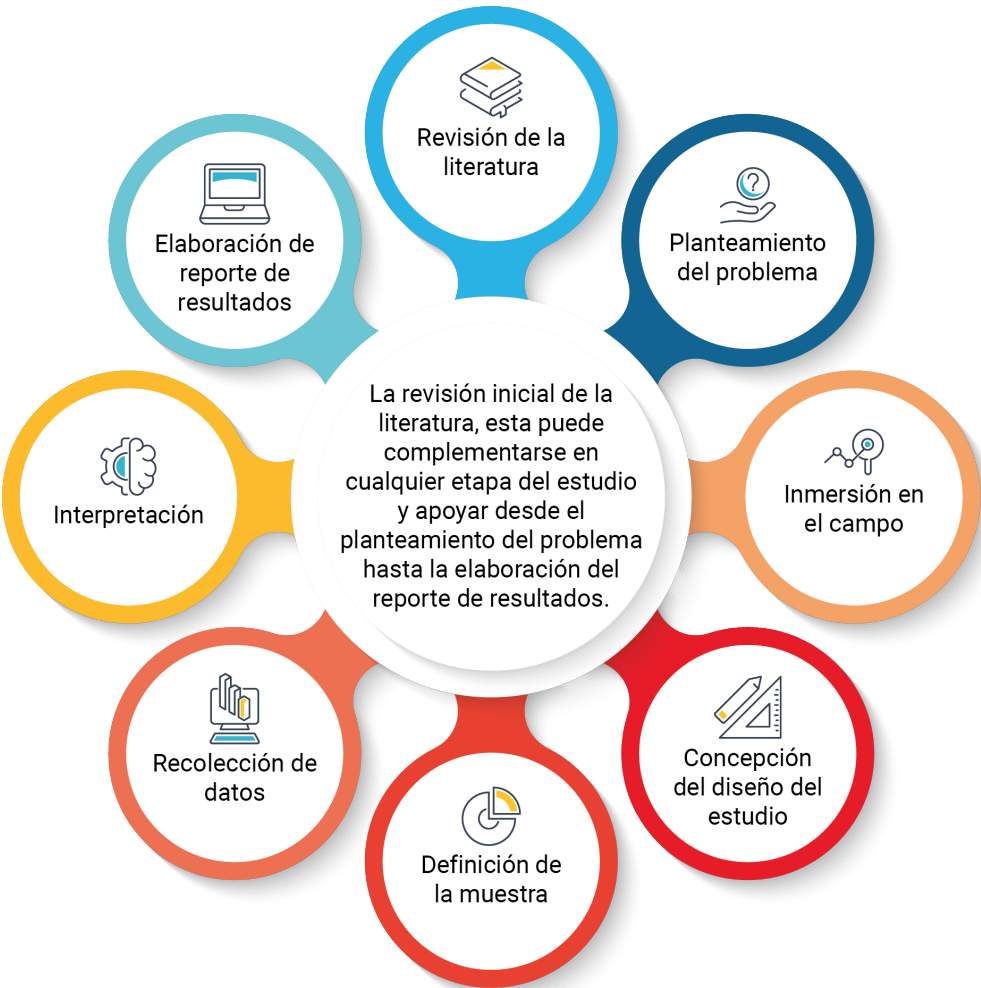 Revisión de la
literatura
Planteamiento
del problema
Inmersión en
el campo
Concepción
del diseño del
estudio
Definición de
la muestra
Recolección de
datos
Interpretación
Elaboración de
reporte de
resultados
La revisión inicial de la
literatura, esta puede
complementarse en
cualquier etapa del estudio
y apoyar desde el
planteamiento del problema
hasta la elaboración del
reporte de resultados.